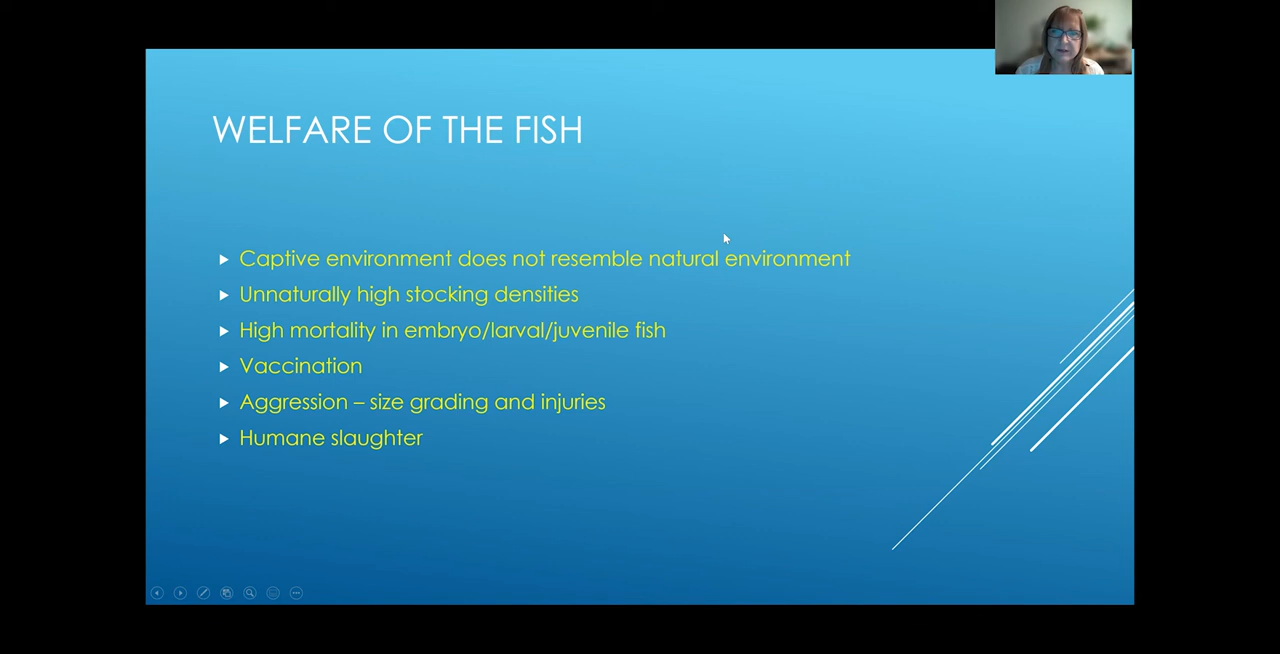 WELFARE OF THE FISH
Captive environment does not resemble natural environment
Unnaturally high stocking densities
High mortality in embryo/larval/juvenile fish
Vaccination
Aggression – size grading and injuries
Humane slaughter